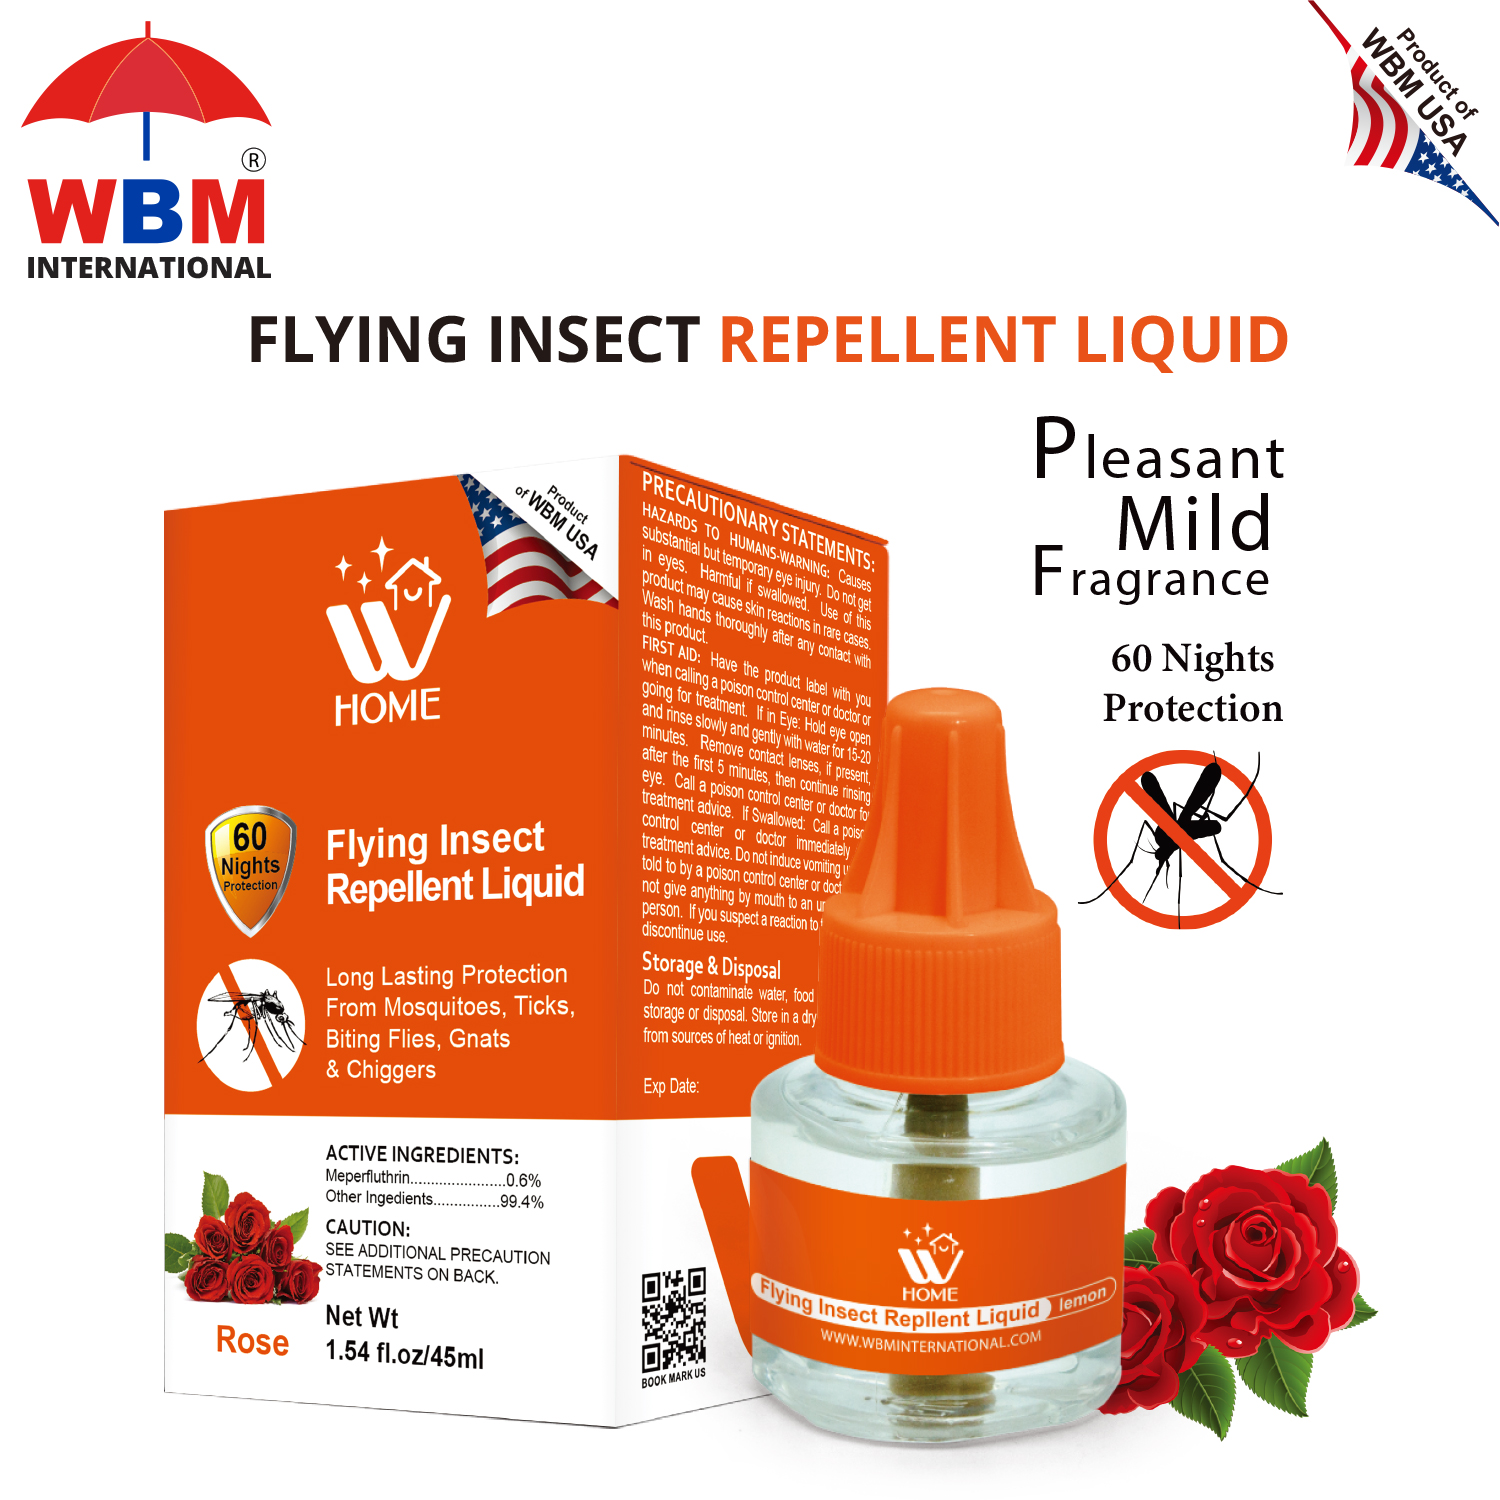 WBM
®
INTERNATIONAL
Product of
WBM USA
FLYING INSECT REPELLENT LIQUID
Pleasant
Mild
Fragrance
60 Nights
Protection
Product
of WBM USA
W
HOME
60
Nights
Protection
Flying Insect
Repellent Liquid
Long Lasting Protection
From Mosquitoes, Ticks,
Biting Flies, Gnats
& Chiggers
ACTIVE INGREDIENTS:
Meperfluthrin.......................0.6%
Other Ingedients................99.4%
CAUTION:
SEE ADDITIONAL PRECAUTION
STATEMENTS ON BACK.
Net Wt
1.54 fl.oz/45ml
Rose
PRECAUTIONARY STATEMENTS:
HAZARDS TO HUMANS-WARNING: Causes
substantial but temporary eye injury. Do not get
in eyes. Harmful if swallowed. Use of this
product may cause skin reactions in rare cases.
Wash hands thoroughly after any contact with
this product.
FIRST AID: Have the product label with you
when calling a poison control center or doctor or
going for treatment. If in Eye: Hold eye open
and rinse slowly and gently with water for 15-20
minutes. Remove contact lenses, if present,
after the first 5 minutes, then continue rinsing
eye. Call a poison control center or doctor for
treatment advice. If Swallowed: Call a
control center or doctor immediately
treatment advice. Do not induce vomiting
told to by a poison control center or
not give anything by mouth to an
person. If you suspect a reaction to
discontinue use.
Storage & Disposal
Do not contaminate water, food
storage or disposal. Store in a dry
from sources of heat or ignition.
Exp Date:
BOOK MARK US
W
HOME
Flying Insect Repllent Liquid lemon
WWW.WBMINTERNATIONAL.COM